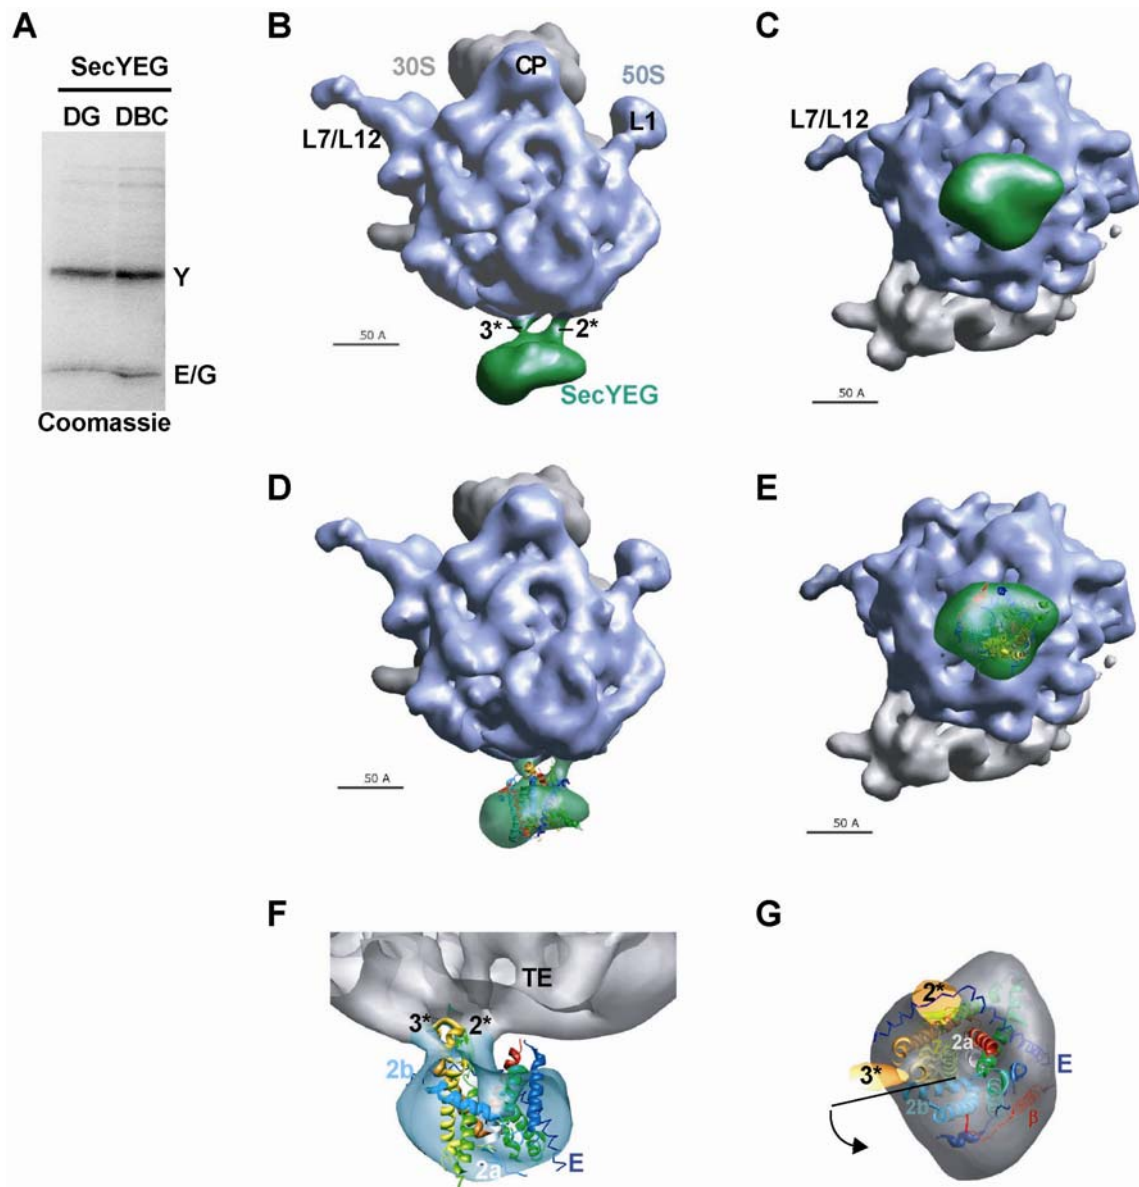 A
SecYEG
DG DBC
Y
E/G
Coomassie
B
30S
CP
50S
L7/L12
L1
3*
2*
50 A
SecYEG
C
L7/L12
50 A
D
50 A
E
50 A
F
TE
3*
2*
2b
E
2a
G
2*
2a
3*
E
2b
β